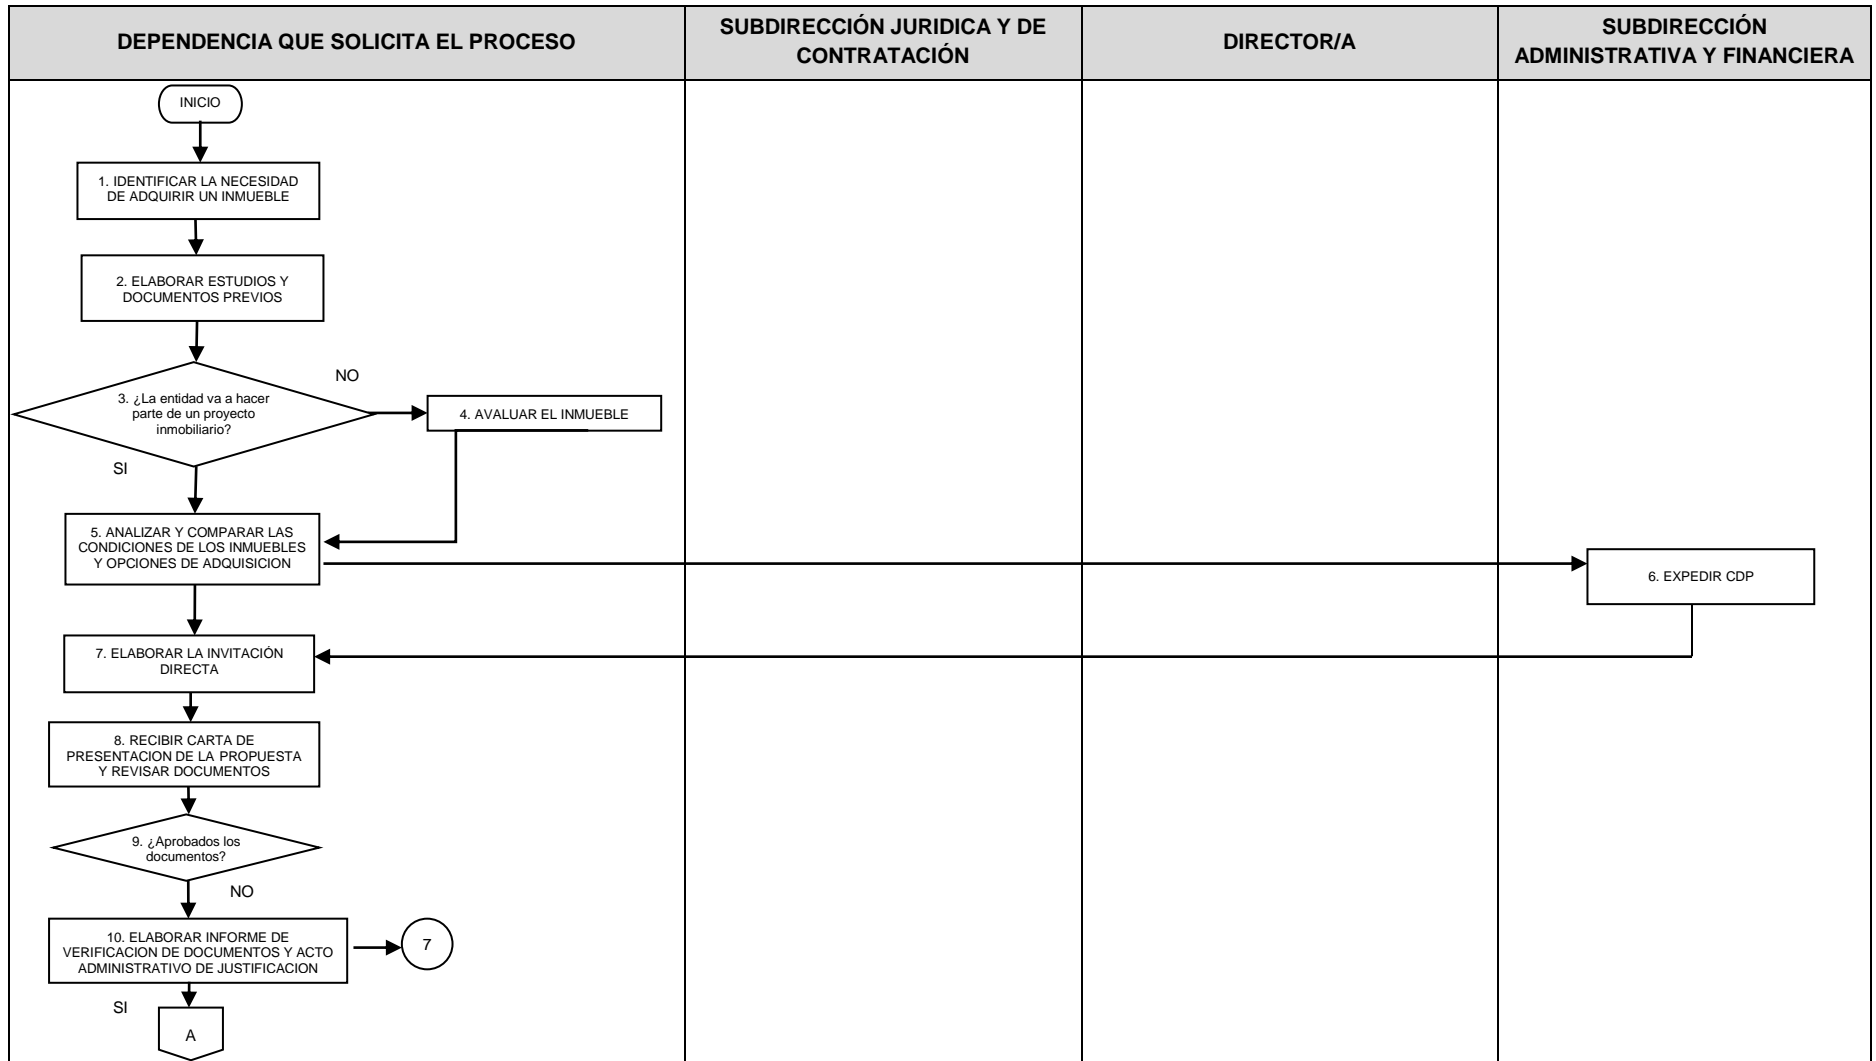 DEPENDENCIA QUE SOLICITA EL PROCESO
SUBDIRECCIÓN JURIDICA Y DE
CONTRATACIÓN
DIRECTOR/A
SUBDIRECCIÓN
ADMINISTRATIVA Y FINANCIERA
INICIO
1. IDENTIFICAR LA NECESIDAD
DE ADQUIRIR UN INMUEBLE
2. ELABORAR ESTUDIOS Y
DOCUMENTOS PREVIOS
NO
3. ¿La entidad va a hacer
parte de un proyecto
inmobiliario?
4. AVALUAR EL INMUEBLE
SI
5. ANALIZAR Y COMPARAR LAS
CONDICIONES DE LOS INMUEBLES
Y OPCIONES DE ADQUISICION
6. EXPEDIR CDP
7. ELABORAR LA INVITACIÓN
DIRECTA
8. RECIBIR CARTA DE
PRESENTACION DE LA PROPUESTA
Y REVISAR DOCUMENTOS
9. ¿Aprobados los
documentos?
NO
10. ELABORAR INFORME DE
VERIFICACION DE DOCUMENTOS Y ACTO
ADMINISTRATIVO DE JUSTIFICACION
7
SI
A